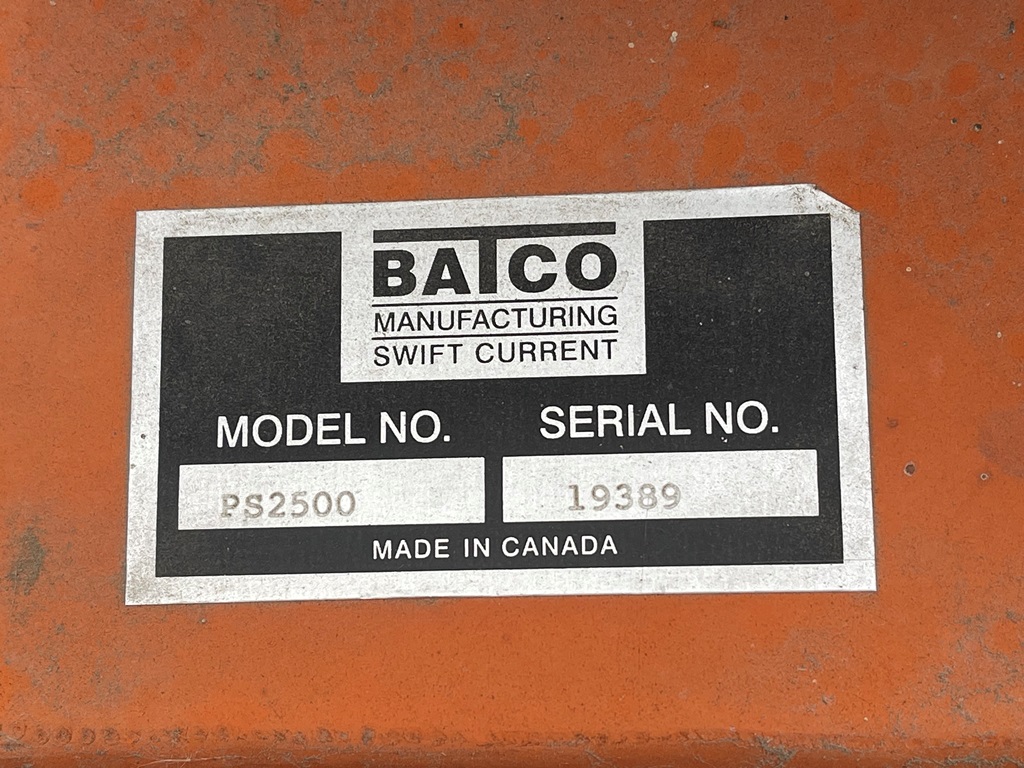 BATCO
MANUFACTURING
SWIFT CURRENT
MODEL NO. SERIAL NO.
PS2500 19389
MADE IN CANADA